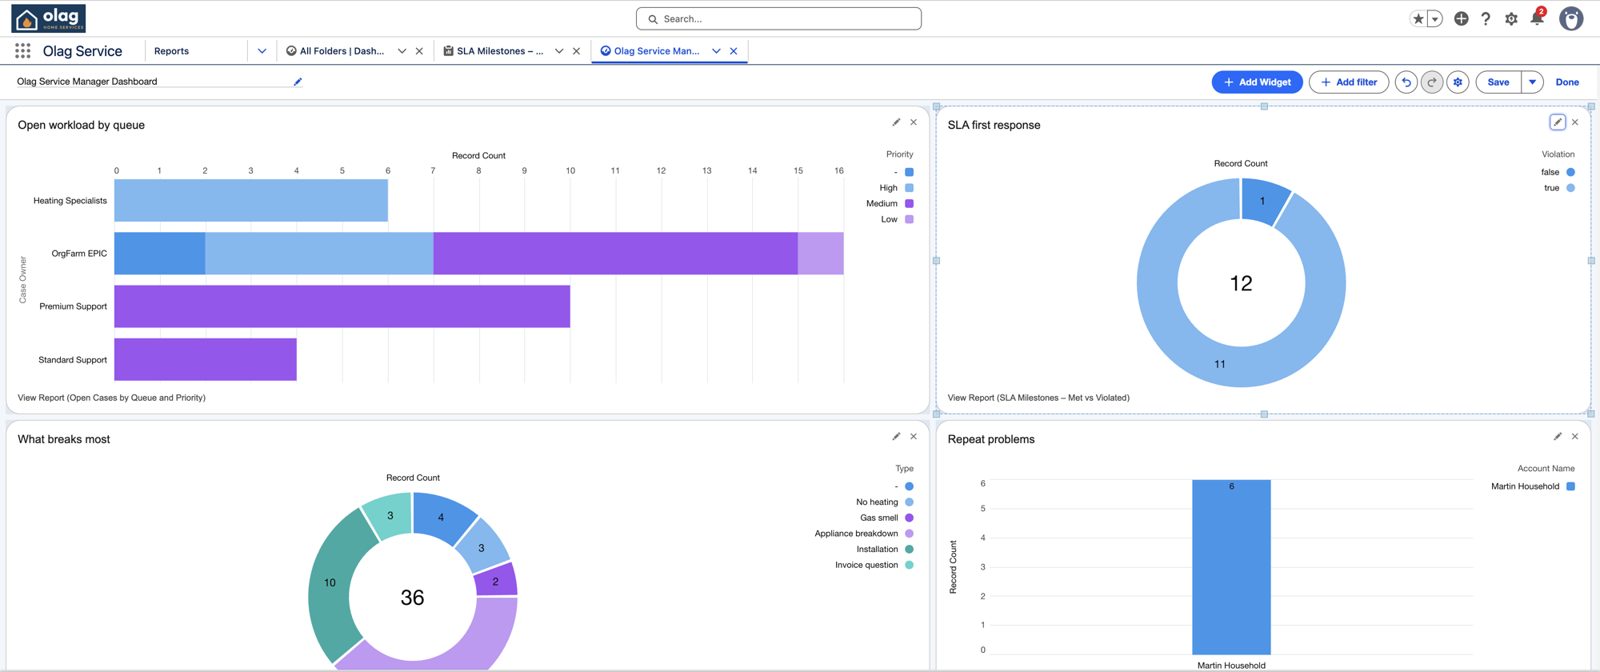 olag
HOME SERVICES
Search...
2
Olag Service
Reports
All Folders | Dash...
SLA Milestones – ...
Olag Service Man...
Olag Service Manager Dashboard
Add Widget
Add filter
Save
Done
Open workload by queue
Record Count
0 1 2 3 4 5 6 7 8 9 10 11 12 13 14 15 16
Case Owner
Heating Specialists
OrgFarm EPIC
Premium Support
Standard Support
Priority
-
High
Medium
Low
View Report (Open Cases by Queue and Priority)
SLA first response
Record Count
1
12
11
Violation
false
true
View Report (SLA Milestones – Met vs Violated)
What breaks most
Record Count
3
4
3
2
10
36
Type
-
No heating
Gas smell
Appliance breakdown
Installation
Invoice question
Repeat problems
Record Count
6
5
4
3
2
1
0
6
Martin Household
Account Name
Martin Household